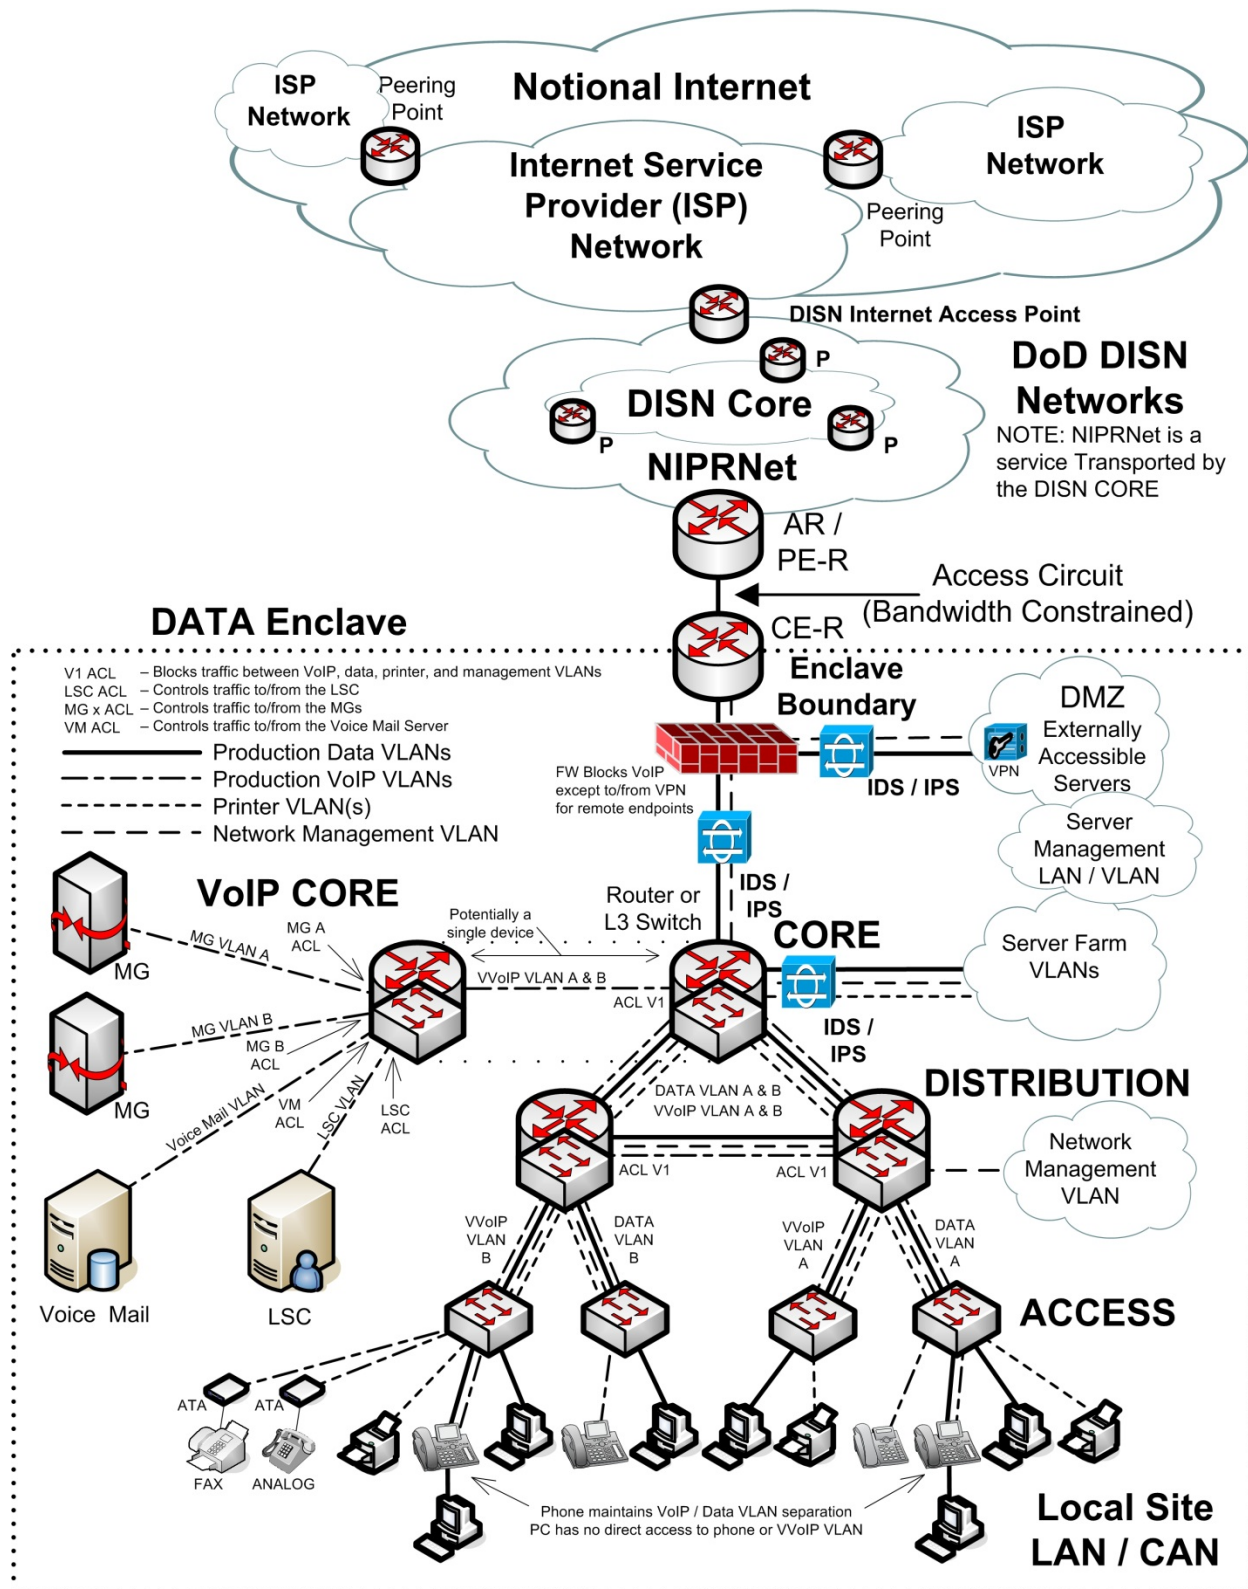 Notional Internet
ISP
Network
Peering
Point
ISP
Network
Internet Service
Provider (ISP)
Network
Peering
Point
DISN Internet Access Point
P
DoD DISN
Networks
DISN Core
P
P
NOTE: NIPRNet is a
service Transported by
the DISN CORE
NIPRNet
AR /
PE-R
Access Circuit
(Bandwidth Constrained)
CE-R
DATA Enclave
Enclave
Boundary
V1 ACL – Blocks traffic between VoIP, data, printer, and management VLANs
LSC ACL – Controls traffic to/from the LSC
MG x ACL – Controls traffic to/from the MGs
VM ACL – Controls traffic to/from the Voice Mail Server
Production Data VLANs
Production VoIP VLANs
Printer VLAN(s)
Network Management VLAN
DMZ
Externally
Accessible
Servers
VPN
IDS / IPS
FW Blocks VoIP
except to/from VPN
for remote endpoints
Server
Management
LAN / VLAN
IDS /
IPS
VoIP CORE
Router or
L3 Switch
Potentially a
single device
CORE
Server Farm
VLANs
MG VLAN A
MG A
ACL
MG
VVoIP VLAN A & B
ACL V1
IDS /
IPS
MG VLAN B
MG B
ACL
MG
Voice Mail VLAN
VM
ACL
LSC VLAN
LSC
ACL
DATA VLAN A & B
VVoIP VLAN A & B
DISTRIBUTION
ACL V1
ACL V1
Network
Management
VLAN
VVoIP
VLAN
B
DATA
VLAN
B
VVoIP
VLAN
A
DATA
VLAN
A
Voice Mail
LSC
ACCESS
ATA
ATA
FAX
ANALOG
Phone maintains VoIP / Data VLAN separation
PC has no direct access to phone or VVoIP VLAN
Local Site
LAN / CAN